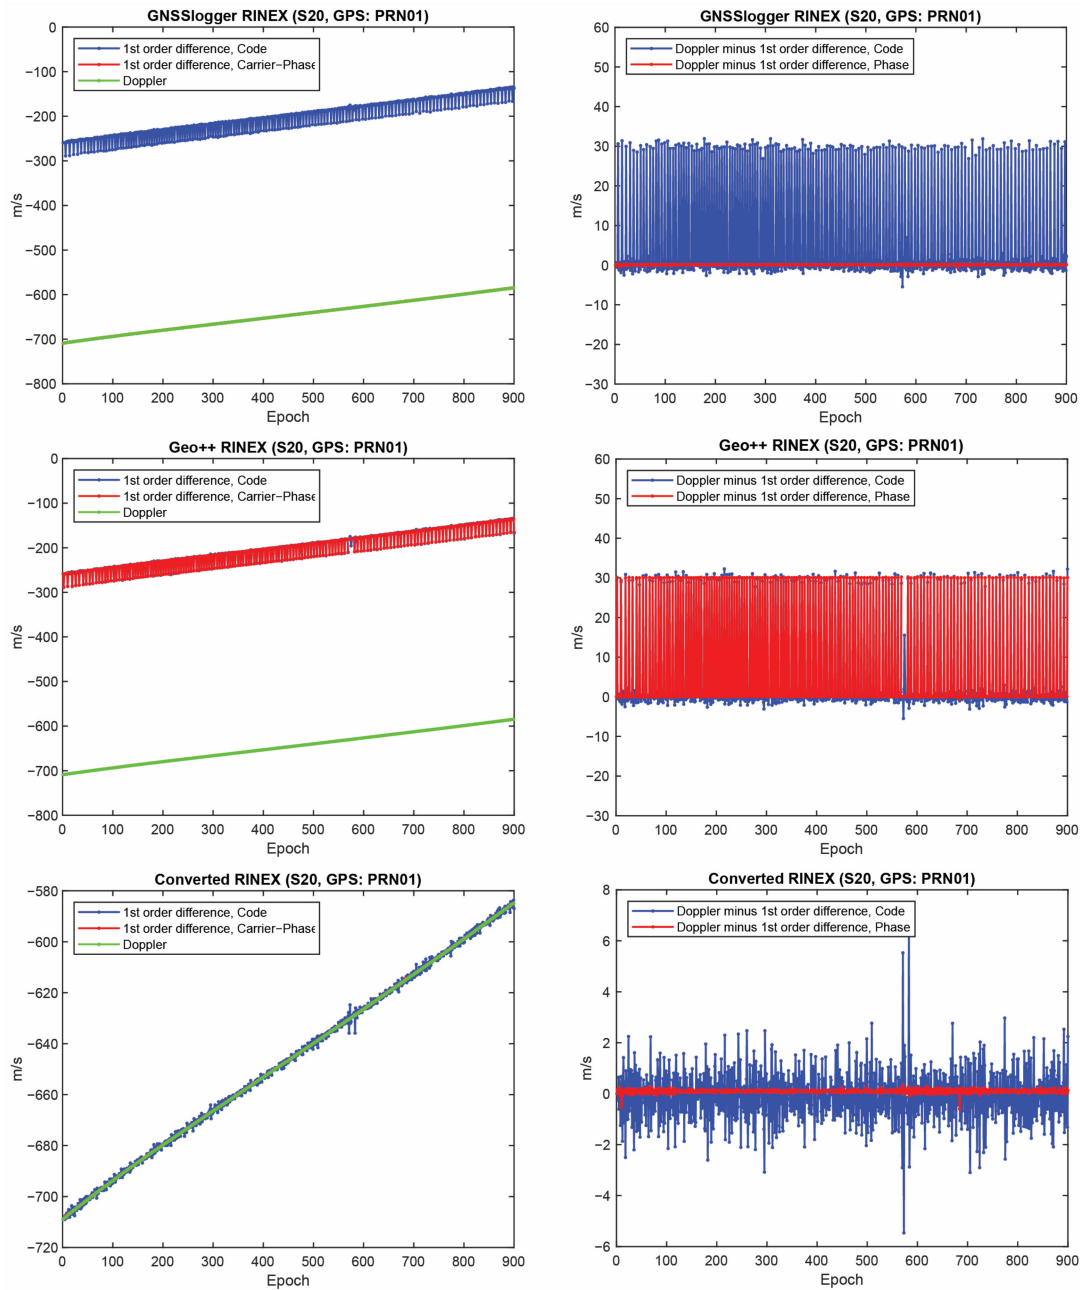 GNSSlogger RINEX (S20, GPS: PRN01)
0
−100
−200
−300
−400
−500
−600
−700
−800
m/s
1st order difference, Code
1st order difference, Carrier−Phase
Doppler
0 100 200 300 400 500 600 700 800 900
Epoch
GNSSlogger RINEX (S20, GPS: PRN01)
60
50
40
30
20
10
0
−10
−20
−30
m/s
Doppler minus 1st order difference, Code
Doppler minus 1st order difference, Phase
0 100 200 300 400 500 600 700 800 900
Epoch
Geo++ RINEX (S20, GPS: PRN01)
0
−100
−200
−300
−400
−500
−600
−700
−800
m/s
1st order difference, Code
1st order difference, Carrier−Phase
Doppler
0 100 200 300 400 500 600 700 800 900
Epoch
Geo++ RINEX (S20, GPS: PRN01)
60
50
40
30
20
10
0
−10
−20
−30
m/s
Doppler minus 1st order difference, Code
Doppler minus 1st order difference, Phase
0 100 200 300 400 500 600 700 800 900
Epoch
Converted RINEX (S20, GPS: PRN01)
−580
−600
−620
−640
−660
−680
−700
−720
m/s
1st order difference, Code
1st order difference, Carrier−Phase
Doppler
0 100 200 300 400 500 600 700 800 900
Epoch
Converted RINEX (S20, GPS: PRN01)
8
6
4
2
0
−2
−4
−6
m/s
Doppler minus 1st order difference, Code
Doppler minus 1st order difference, Phase
0 100 200 300 400 500 600 700 800 900
Epoch